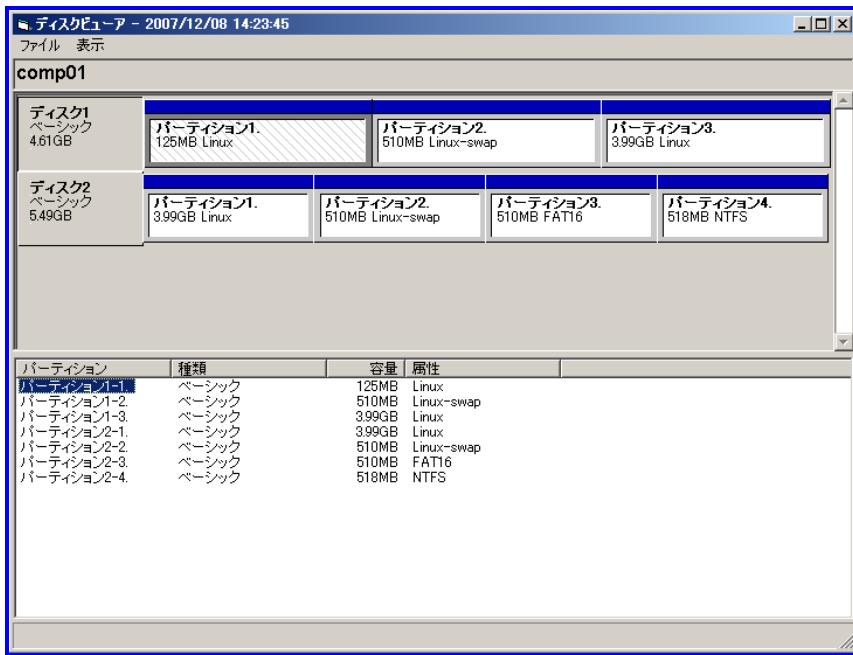 ディスクビューア - 2007/12/08 14:23:45
ファイル 表示
comp01
ディスク1
ベーシック
4.61GB
パーティション1.
125MB Linux
パーティション2.
510MB Linux-swap
パーティション3.
3.99GB Linux
ディスク2
ベーシック
5.49GB
パーティション1.
3.99GB Linux
パーティション2.
510MB Linux-swap
パーティション3.
510MB FAT16
パーティション4.
518MB NTFS
パーティション 種類 容量 属性
パーティション1-1. ベーシック 125MB Linux
パーティション1-2. ベーシック 510MB Linux-swap
パーティション1-3. ベーシック 3.99GB Linux
パーティション2-1. ベーシック 3.99GB Linux
パーティション2-2. ベーシック 510MB Linux-swap
パーティション2-3. ベーシック 510MB FAT16
パーティション2-4. ベーシック 518MB NTFS